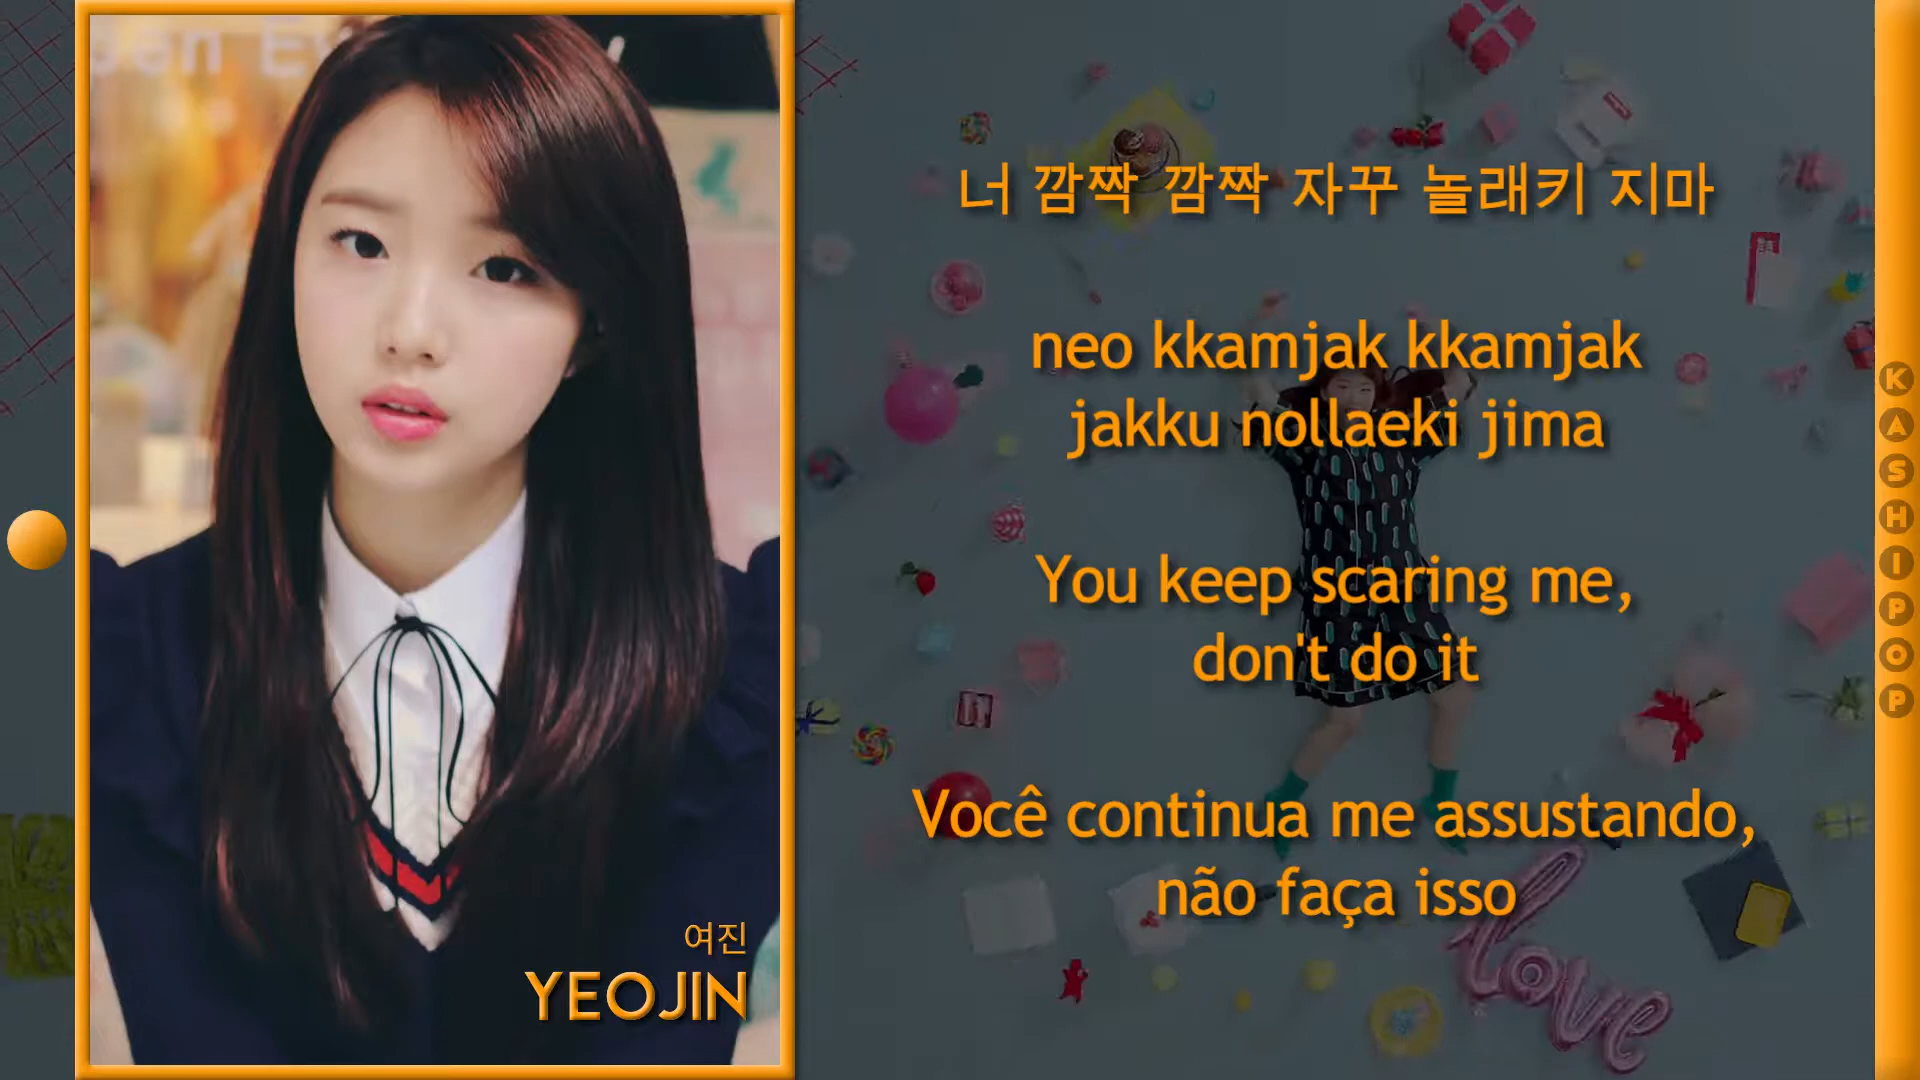 여진
YEOJIN
너 깜짝 깜짝 자꾸 놀래키 지마
neo kkamjak kkamjak
jakku nollaeki jima
You keep scaring me,
don't do it
Você continua me assustando,
não faça isso
love
KASHIPOP